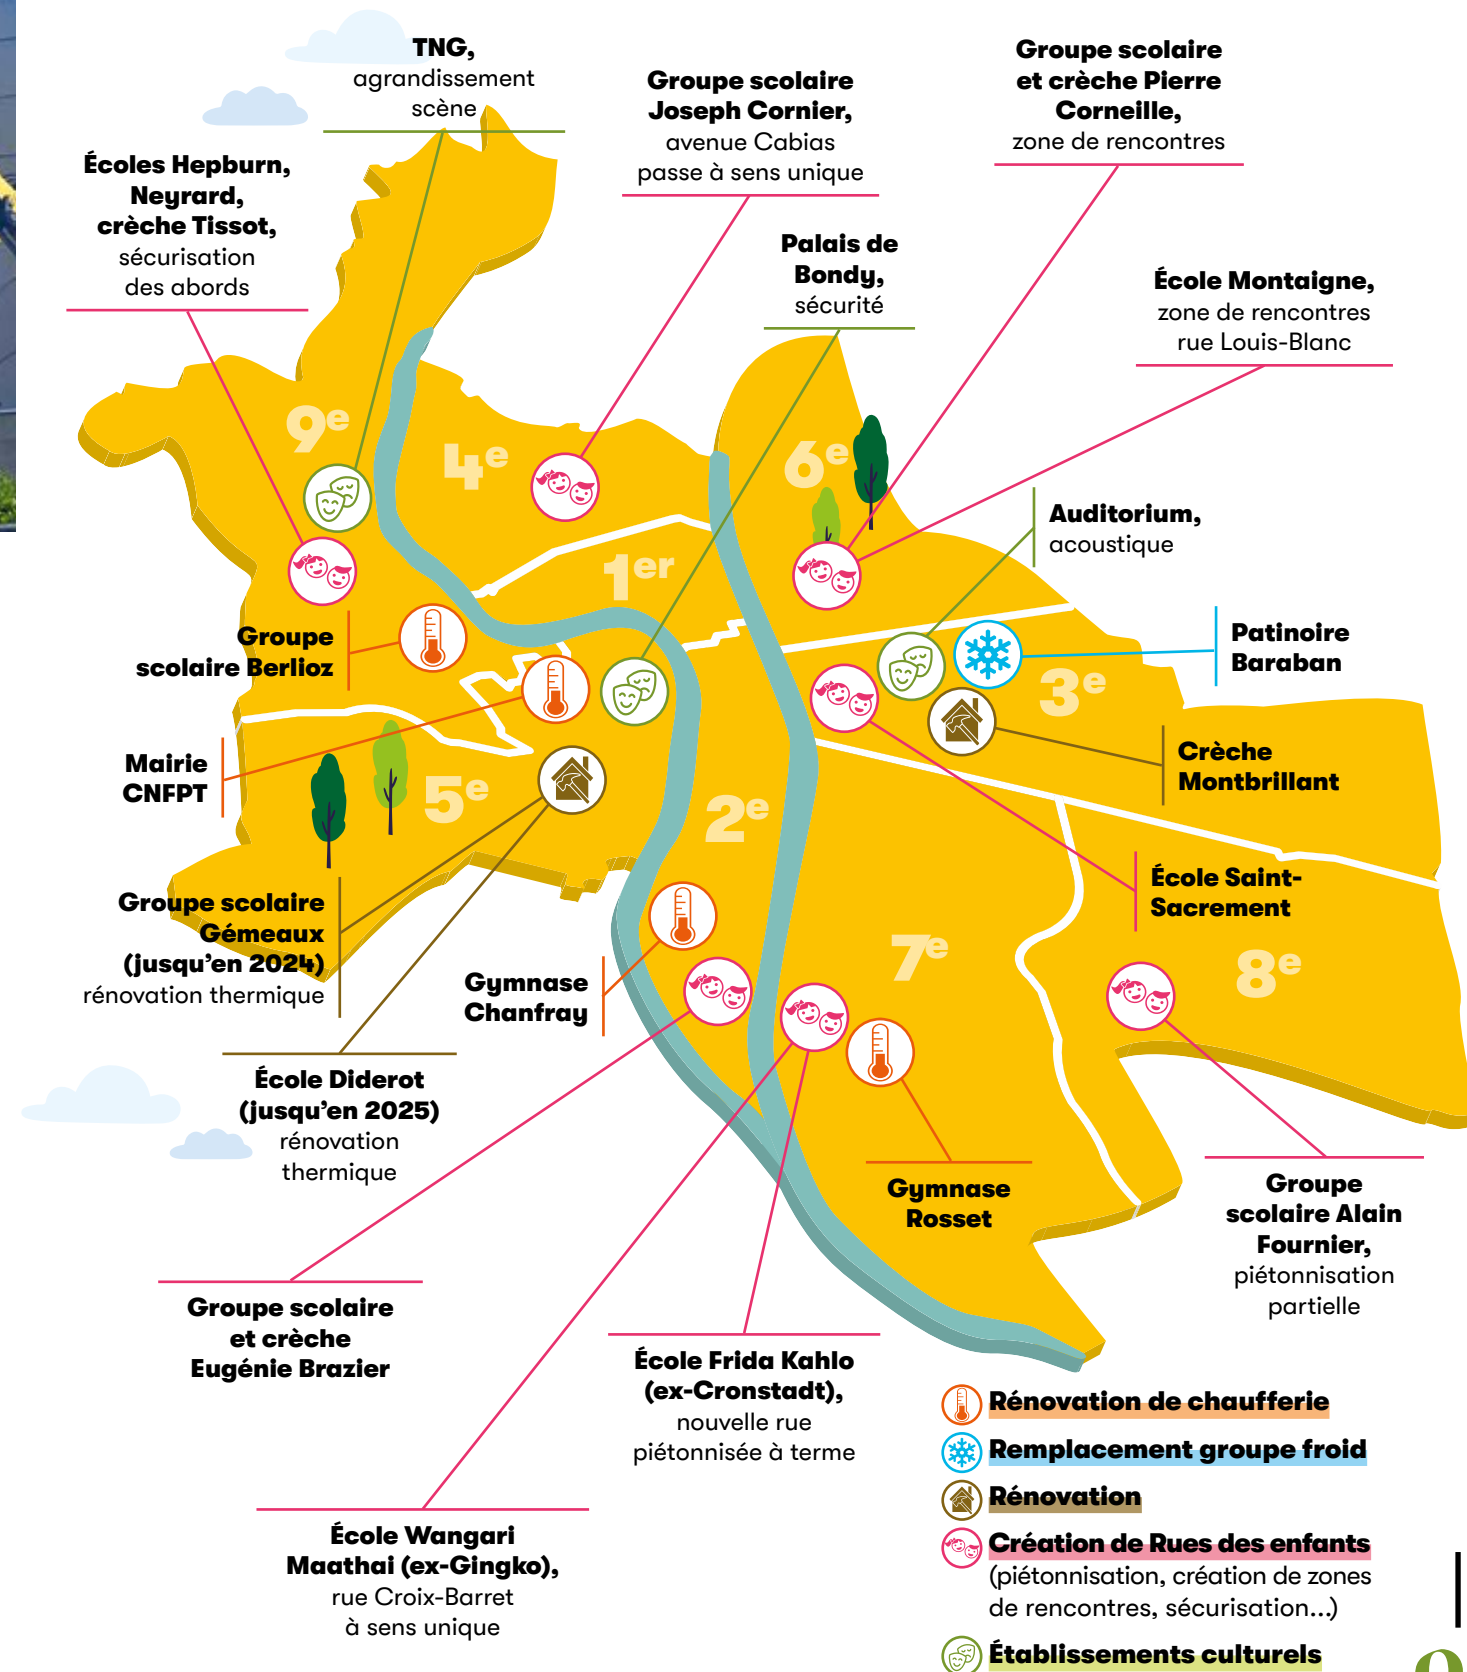 TNG,
agrandissement
scène
Groupe scolaire
Joseph Cornier,
avenue Cabias
passe à sens unique
Groupe scolaire
et crèche Pierre
Corneille,
zone de rencontres
Écoles Hepburn,
Neyrard,
crèche Tissot,
sécurisation
des abords
Palais de
Bondy,
sécurité
École Montaigne,
zone de rencontres
rue Louis-Blanc
9e
4e
6e
1er
Auditorium,
acoustique
Groupe
scolaire Berlioz
Patinoire
Baraban
3e
Mairie
CNFPT
Crèche
Montbrillant
5e
2e
École Saint-
Sacrement
Groupe scolaire
Gémeaux
(jusqu'en 2024)
rénovation thermique
7e
8e
Gymnase
Chanfray
École Diderot
(jusqu'en 2025)
rénovation
thermique
Gymnase
Rosset
Groupe
scolaire Alain
Fournier,
piétonnisation
partielle
Groupe scolaire
et crèche
Eugénie Brazier
École Frida Kahlo
(ex-Cronstadt),
nouvelle rue
piétonnisée à terme
École Wangari
Maathai (ex-Gingko),
rue Croix-Barret
à sens unique
Rénovation de chaufferie
Remplacement groupe froid
Rénovation
Création de Rues des enfants
(piétonnisation, création de zones
de rencontres, sécurisation...)
Établissements culturels